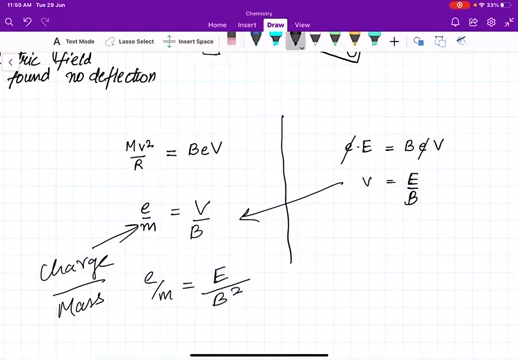 11:50 AM Tue 29 Jun
Chemistry
Home Insert Draw View
Text Mode Lasso Select Insert Space
tric field
found no deflection
Mv²/R = BeV
e/m = V/B
Charge/Mass
e/m = E/B²
e·E = BeV
v = E/B